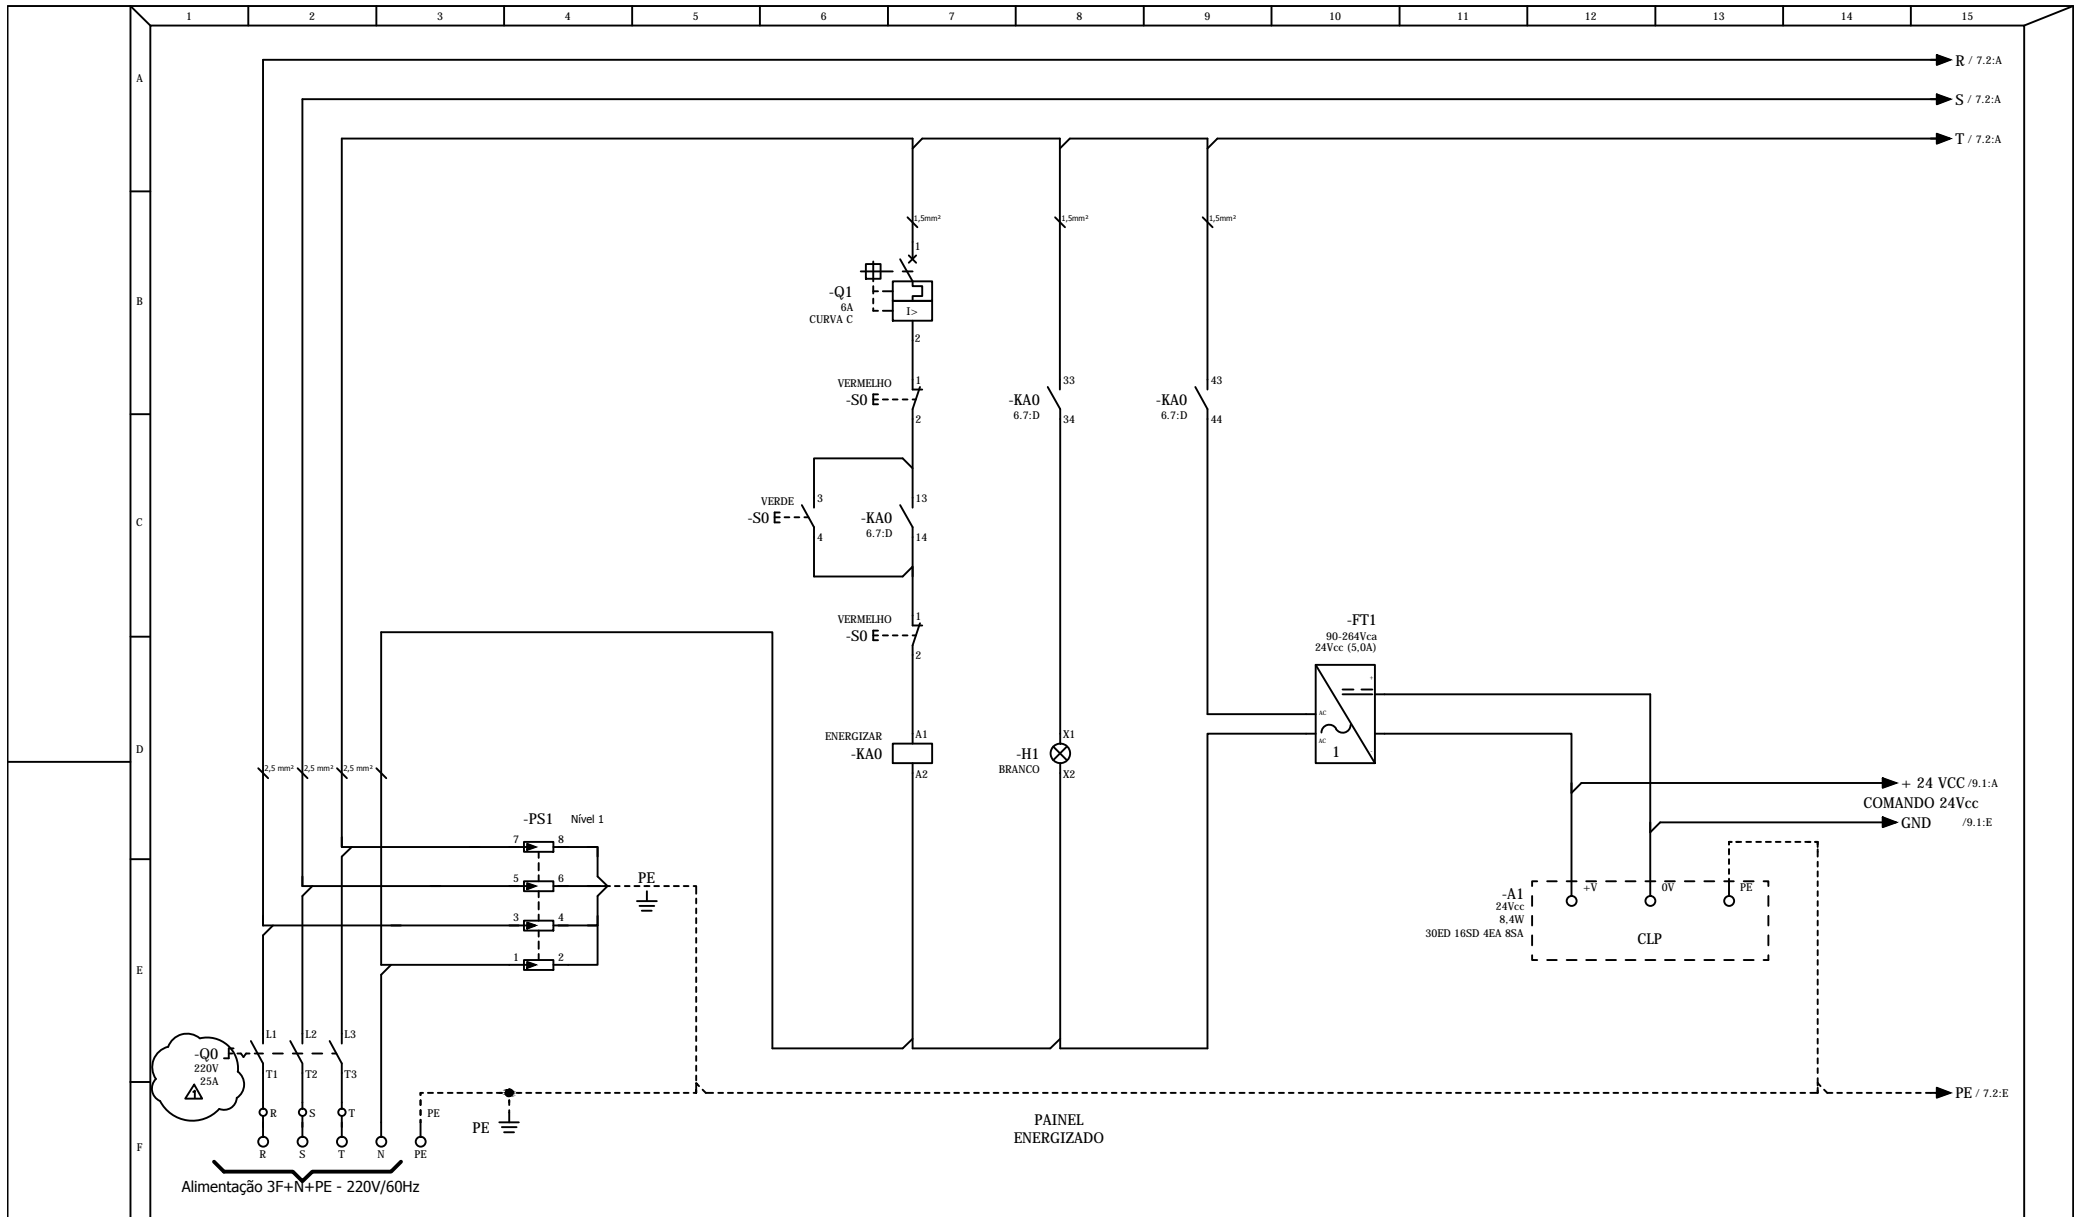 1 2 3 4 5 6 7 8 9 10 11 12 13 14 15
A
R / 7.2:A
S / 7.2:A
T / 7.2:A
1,5mm² 1,5mm² 1,5mm²
B
1
-Q1
6A
CURVA C
I>
2
VERMELHO
-S0
1
2
-KA0
6.7:D
33
34
-KA0
6.7:D
43
44
C
VERDE
-S0
3
4
-KA0
6.7:D
13
14
VERMELHO
-S0
1
2
-FT1
90-264Vca
24Vcc (5,0A)
+
AC
AC
1
D
ENERGIZAR
-KA0
A1
A2
-H1
BRANCO
X1
X2
2,5 mm² 2,5 mm² 2,5 mm²
+ 24 VCC /9.1:A
COMANDO 24Vcc
GND /9.1:E
-PS1 Nível 1
7 8
5 6
3 4
1 2
PE
-A1
24Vcc
8,4W
30ED 16SD 4EA 8SA
+V 0V PE
CLP
E
-Q0
220V
25A
1
L1 L2 L3
T1 T2 T3
R S T PE
PE
PE / 7.2:E
PAINEL
ENERGIZADO
F
R S T N PE
Alimentação 3F+N+PE - 220V/60Hz